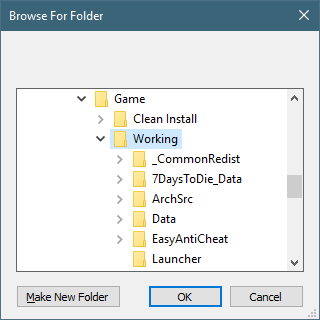 Browse For Folder
Game
Clean Install
Working
_CommonRedist
7DaysToDie_Data
ArchSrc
Data
EasyAntiCheat
Launcher
Make New Folder
OK
Cancel